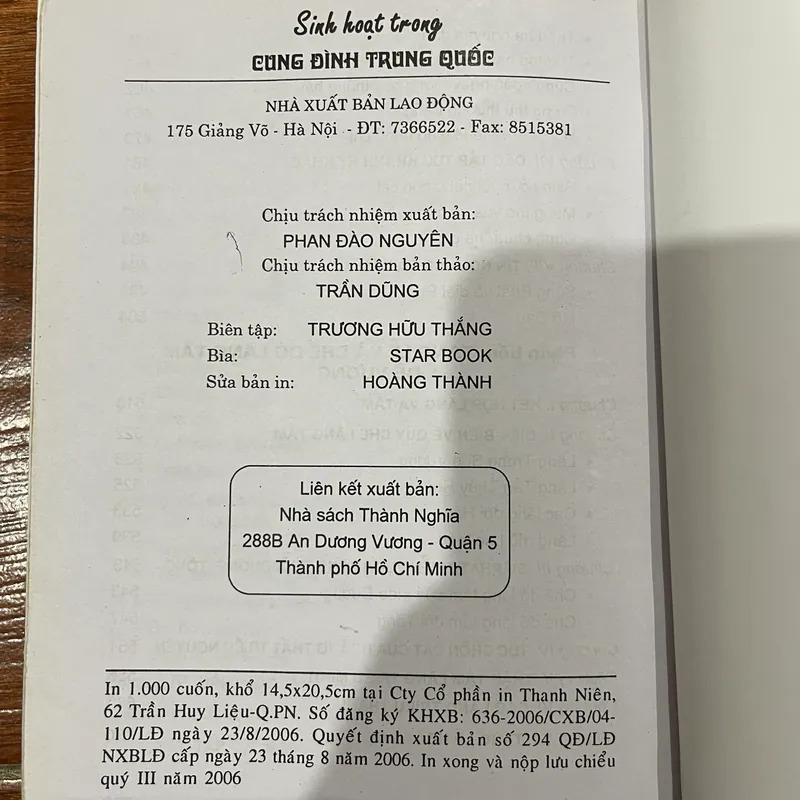 Sinh hoạt trong
CUNG ĐÌNH TRUNG QUỐC
NHÀ XUẤT BẢN LAO ĐỘNG
175 Giảng Võ - Hà Nội - ĐT: 7366522 - Fax: 8515381
Chịu trách nhiệm xuất bản:
PHAN ĐÀO NGUYÊN
Chịu trách nhiệm bản thảo:
TRẦN DŨNG
Biên tập: TRƯƠNG HỮU THẮNG
Bìa: STAR BOOK
Sửa bản in: HOÀNG THÀNH
Liên kết xuất bản:
Nhà sách Thành Nghĩa
288B An Dương Vương - Quận 5
Thành phố Hồ Chí Minh
In 1.000 cuốn, khổ 14,5x20,5cm tại Cty Cổ phần in Thanh Niên,
62 Trần Huy Liệu-Q.PN. Số đăng ký KHXB: 636-2006/CXB/04-
110/LĐ ngày 23/8/2006. Quyết định xuất bản số 294 QĐ/LĐ
NXBLĐ cấp ngày 23 tháng 8 năm 2006. In xong và nộp lưu chiểu
quý III năm 2006